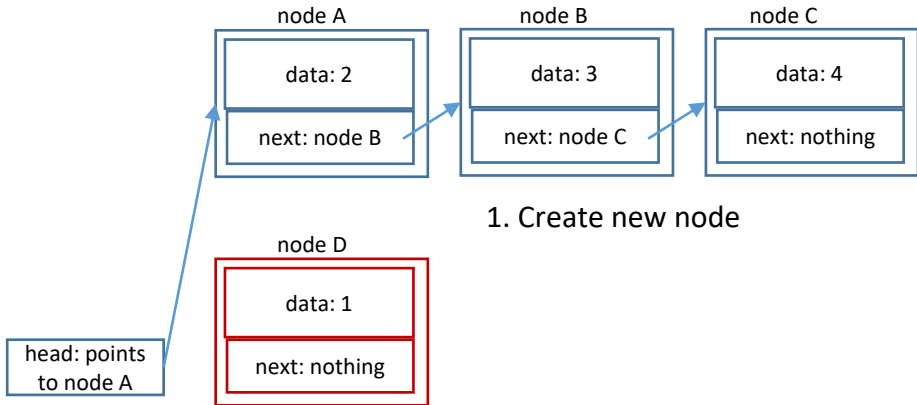 node A
node B
node C
data: 2
data: 3
data: 4
next: node B
next: node C
next: nothing
1. Create new node
node D
data: 1
head: points
to node A
next: nothing